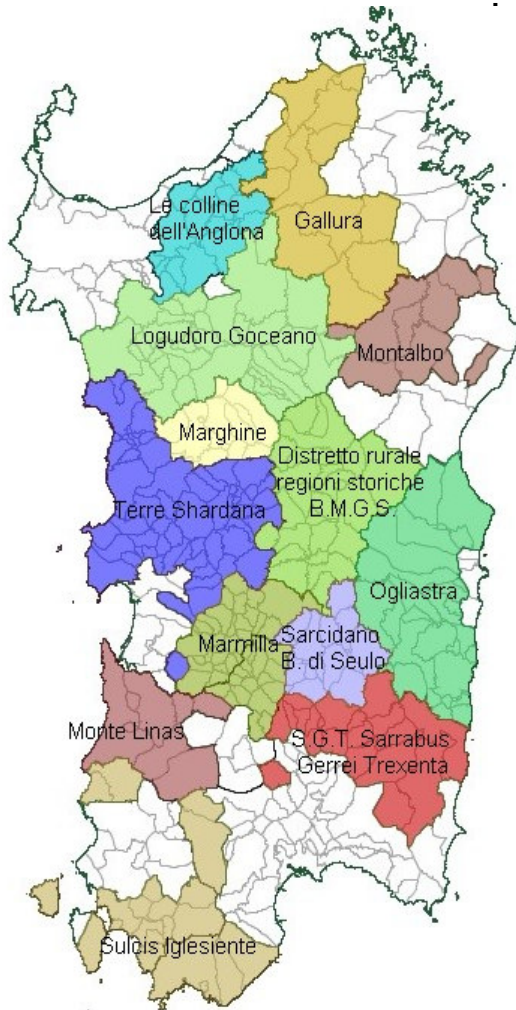 Le colline
dell'Anglona
Gallura
Logudoro Goceano
Montalbo
Marghine
Distretto rurale
regioni storiche
B.M.G.S.
Terre Shardana
Ogliastra
Marmilla
Sarcidano
B. di Seulo
Monte Linas
S.G.T. Sarrabus
Gerrei Trexenta
Sulcis Iglesiente